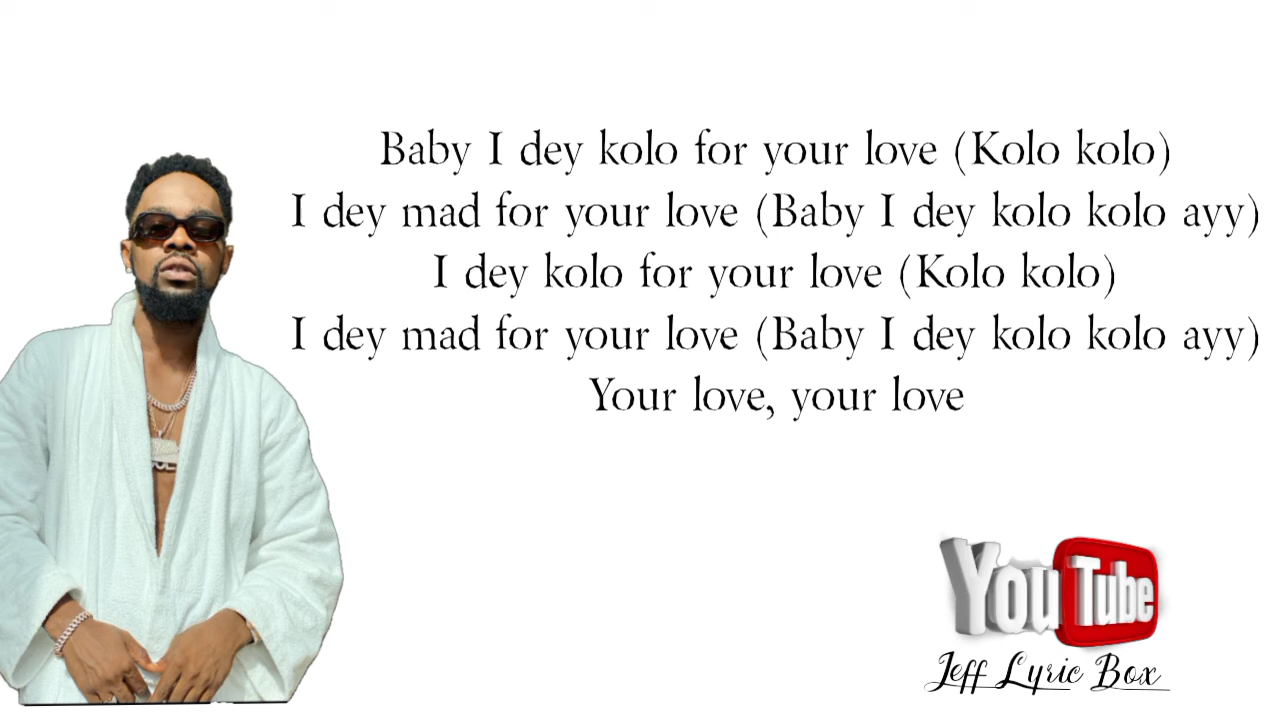 Baby I dey kolo for your love (Kolo kolo)
I dey mad for your love (Baby I dey kolo kolo ayy)
I dey kolo for your love (Kolo kolo)
I dey mad for your love (Baby I dey kolo kolo ayy)
Your love, your love
YouTube
Jeff Lyric Box